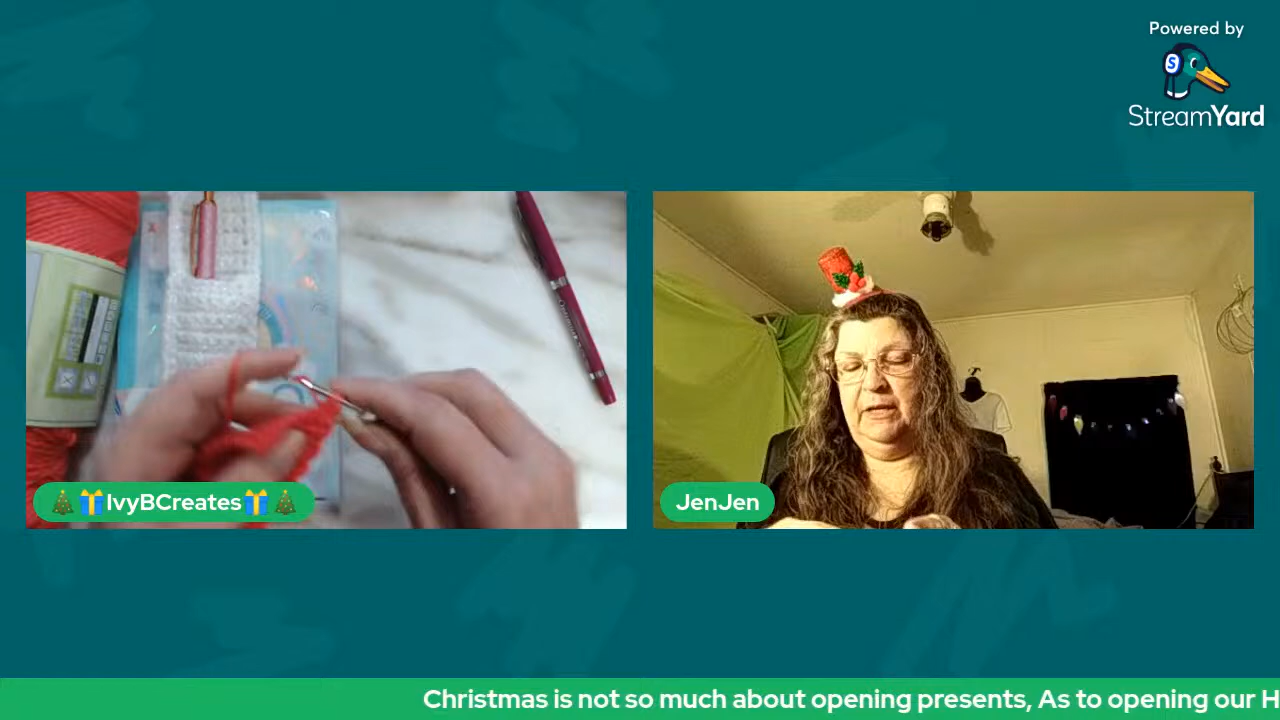 Powered by
S
StreamYard
🎄🎁IvyBCreates🎁🎄
JenJen
Christmas is not so much about opening presents, As to opening our H